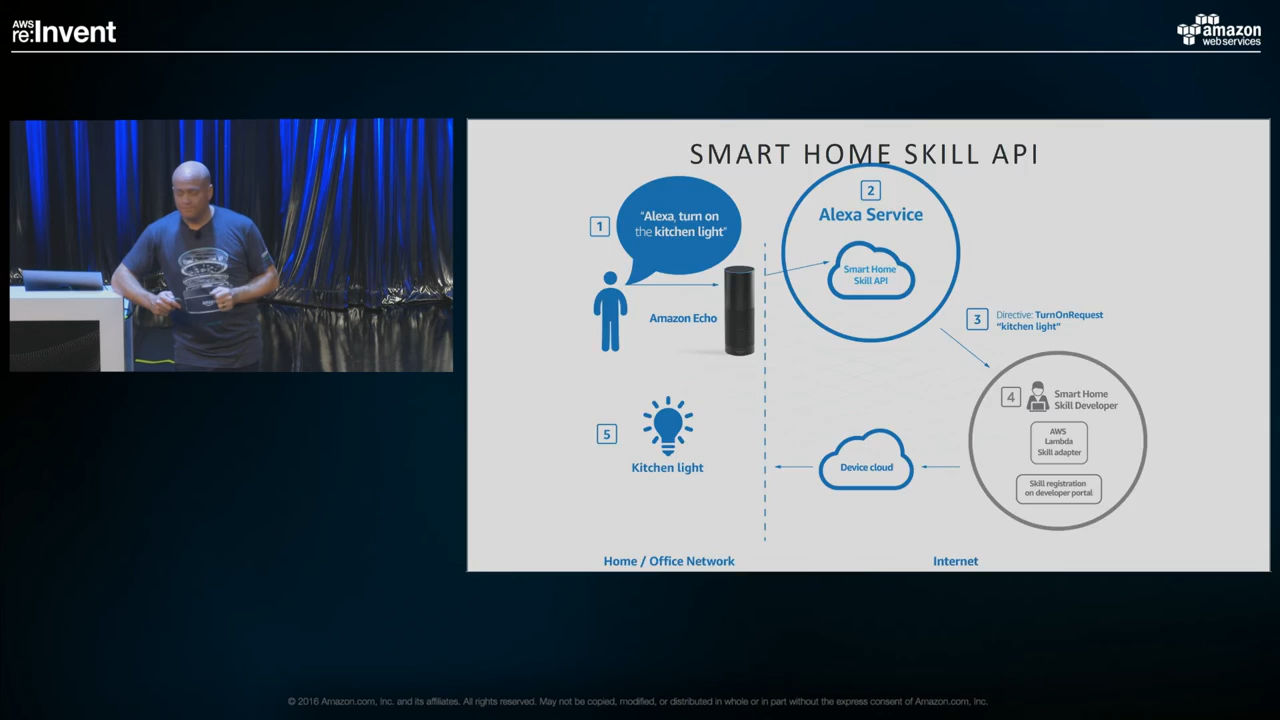 AWS
re:Invent
amazon
web services
SMART HOME SKILL API
1
"Alexa, turn on
the kitchen light"
Amazon Echo
2
Alexa Service
Smart Home
Skill API
3
Directive: TurnOnRequest
"kitchen light"
4
Smart Home
Skill Developer
AWS
Lambda
Skill adapter
Skill registration
on developer portal
Device cloud
5
Kitchen light
Home / Office Network
Internet
© 2016 Amazon.com, Inc. and its affiliates. All rights reserved. May not be copied, modified, or distributed in whole or in part without the express consent of Amazon.com, Inc.